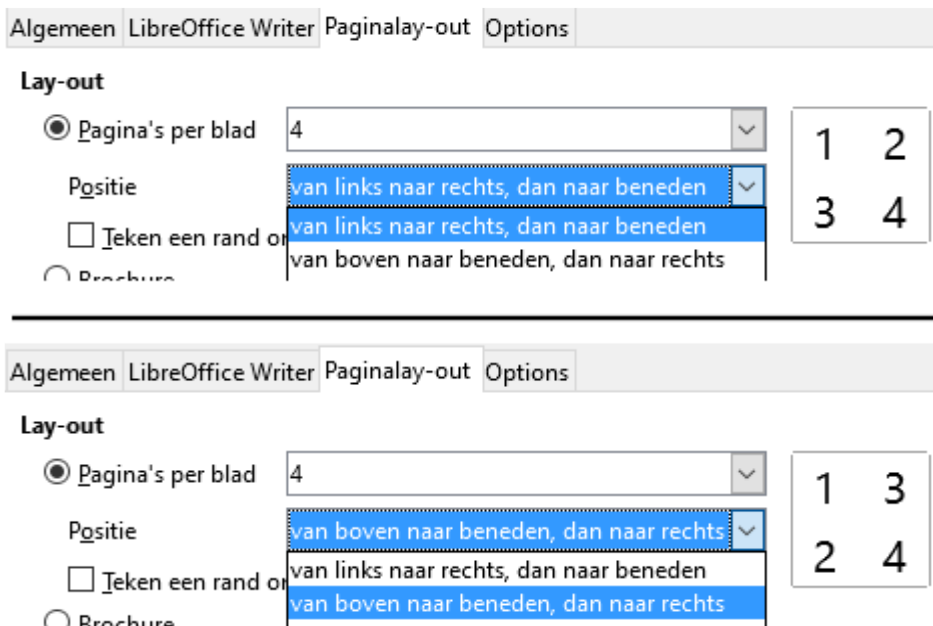 Algemeen LibreOffice Writer Paginalay-out Options
Lay-out
Pagina's per blad 4
1 2
Positie van links naar rechts, dan naar beneden
3 4
Teken een rand
van links naar rechts, dan naar beneden
van boven naar beneden, dan naar rechts
Brochure
Algemeen LibreOffice Writer Paginalay-out Options
Lay-out
Pagina's per blad 4
1 3
Positie van boven naar beneden, dan naar rechts
2 4
Teken een rand
van links naar rechts, dan naar beneden
van boven naar beneden, dan naar rechts
Brochure